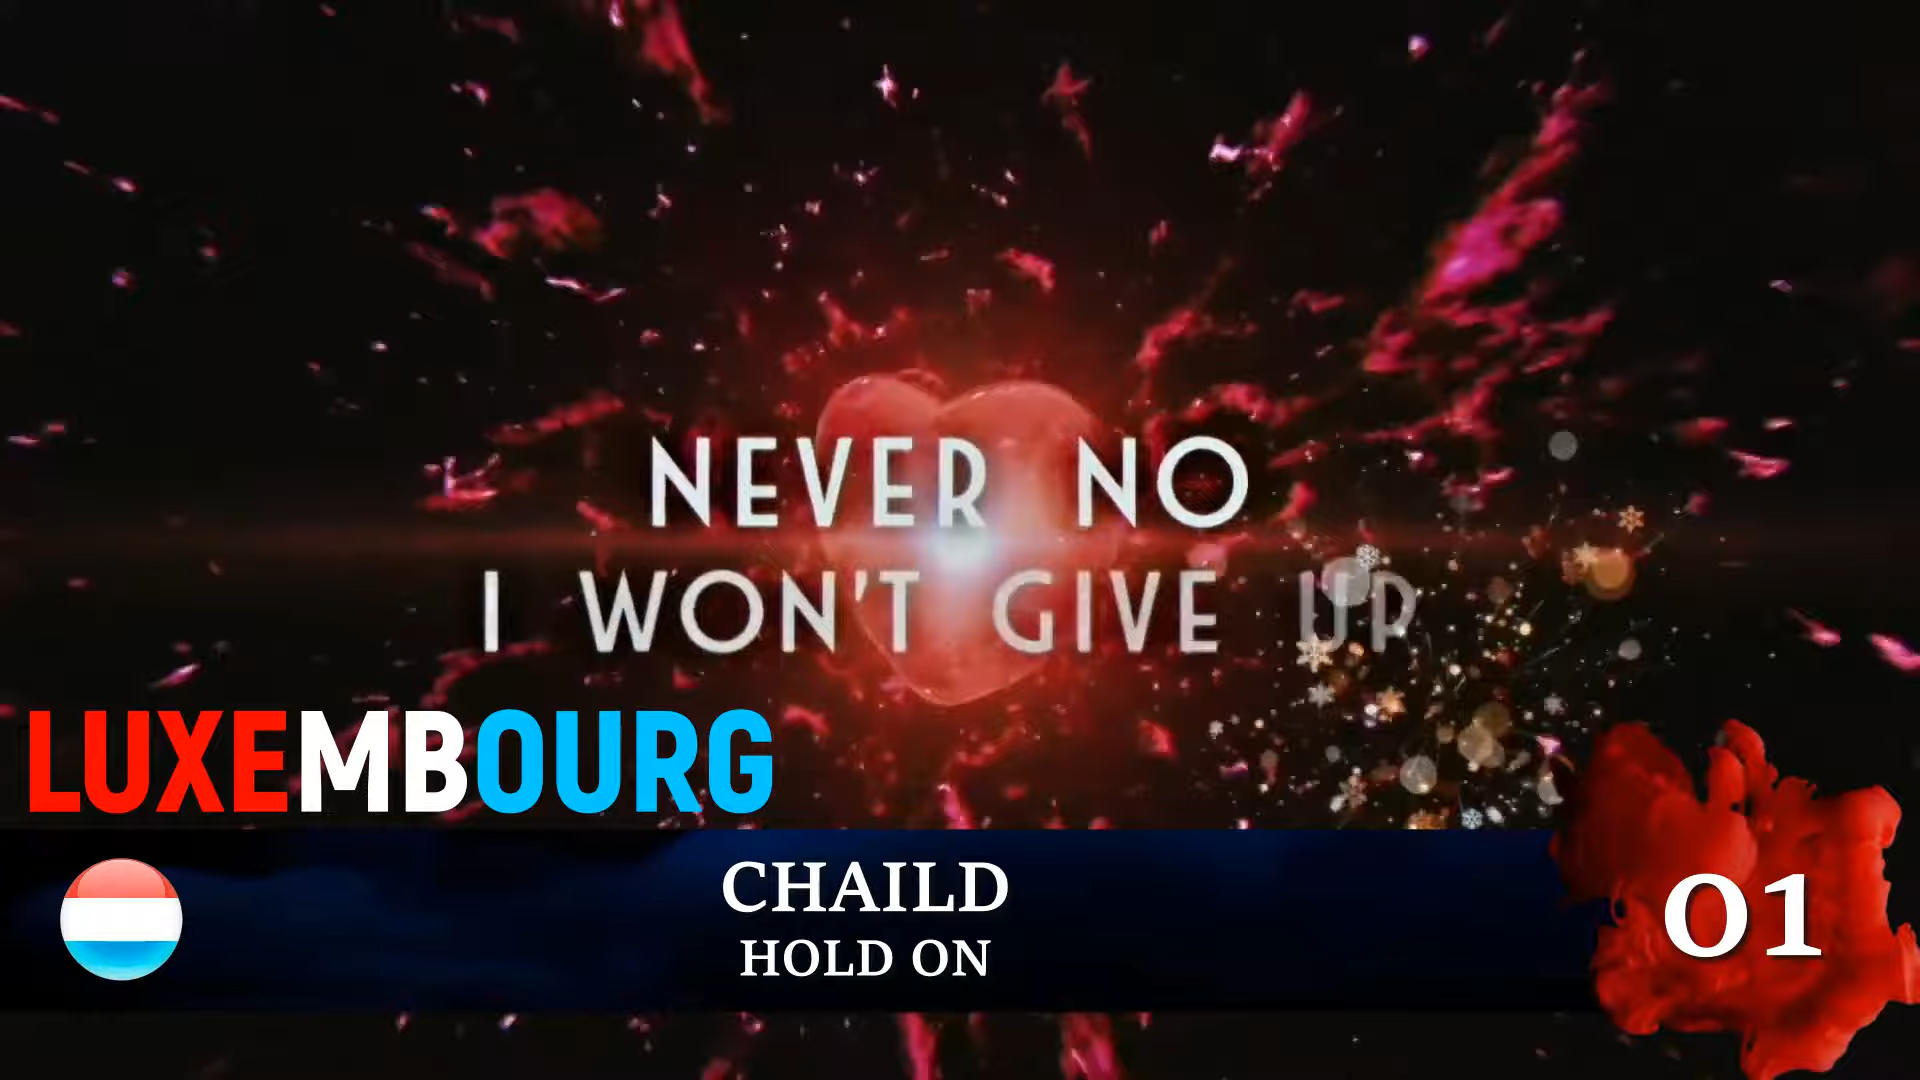 NEVER NO
I WON'T GIVE UP
LUXEMBOURG
CHAILD
HOLD ON
01